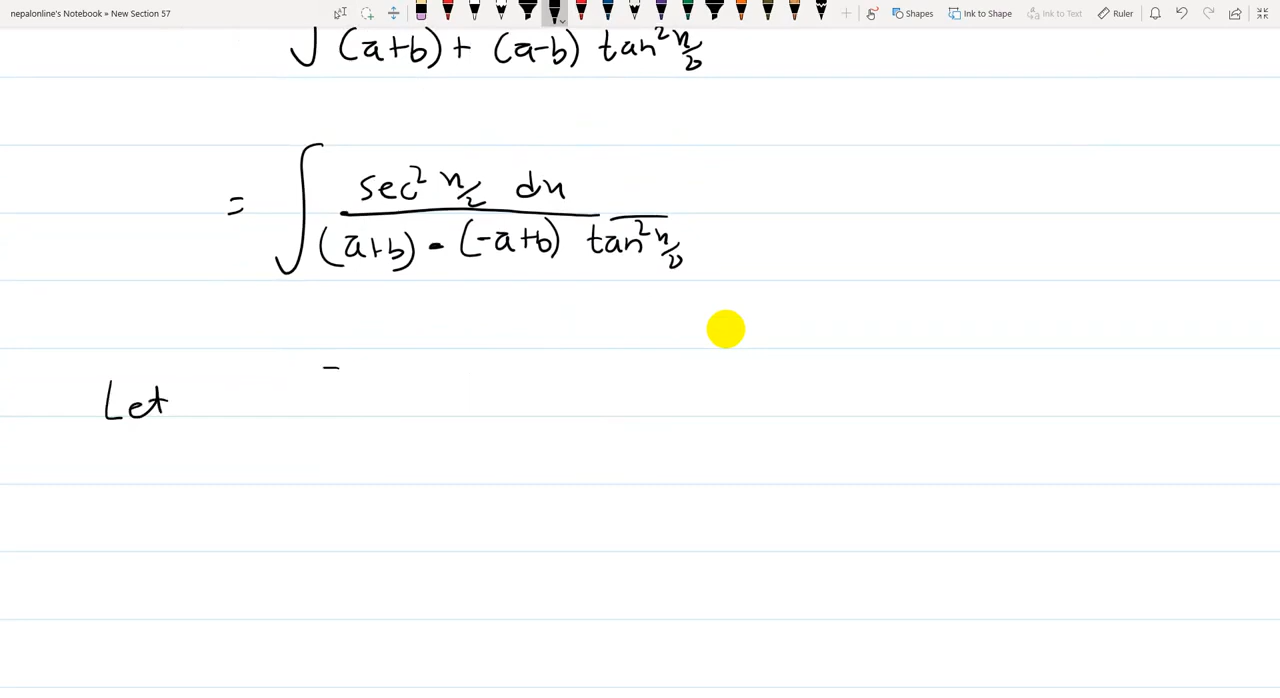 nepalonline's Notebook » New Section 57
Shapes Ink to Shape Ink to Text Ruler
∫ (a+b) + (a-b) tan² x/2
= ∫ sec² x/2 dx
(a+b) - (-a+b) tan² x/2
Let